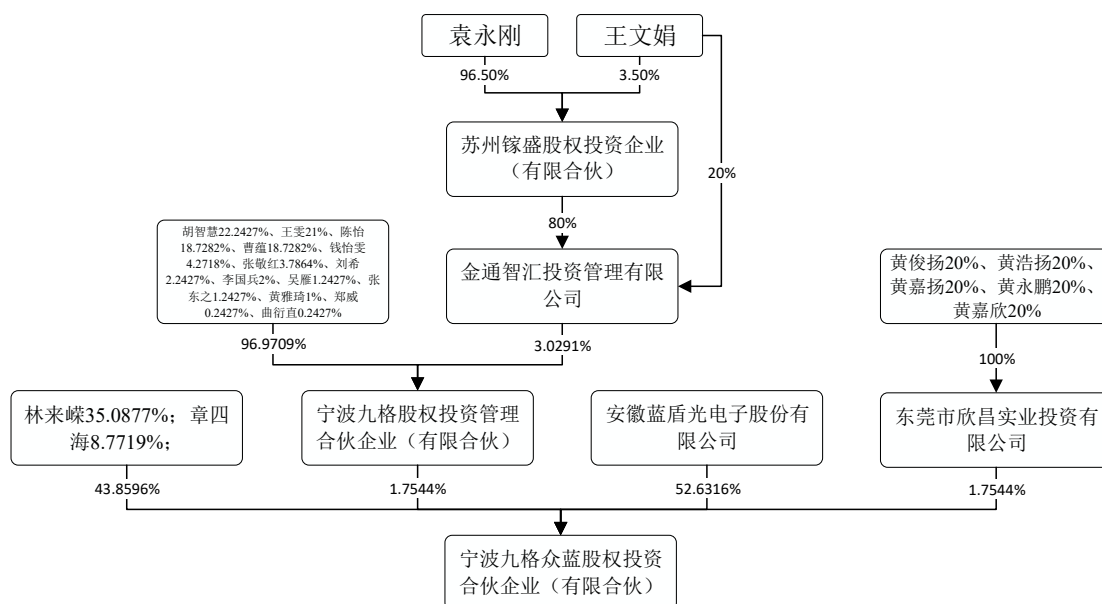 袁永刚
王文娟
96.50%
3.50%
苏州镓盛股权投资企业
（有限合伙）
20%
80%
胡智慧22.2427%、王雯21%、陈怡
18.7282%、曹蕴18.7282%、钱怡雯
4.2718%、张敬红3.7864%、刘希
2.2427%、李国兵2%、吴雁1.2427%、张
东之1.2427%、黄雅琦1%、郑威
0.2427%、曲衍直0.2427%
金通智汇投资管理有限
公司
黄俊扬20%、黄浩扬20%、
黄嘉扬20%、黄永鹏20%、
黄嘉欣20%
96.9709%
3.0291%
100%
林来嵘35.0877%；章四
海8.7719%；
宁波九格股权投资管理
合伙企业（有限合伙）
安徽蓝盾光电子股份有
限公司
东莞市欣昌实业投资有
限公司
43.8596%
1.7544%
52.6316%
1.7544%
宁波九格众蓝股权投资
合伙企业（有限合伙）